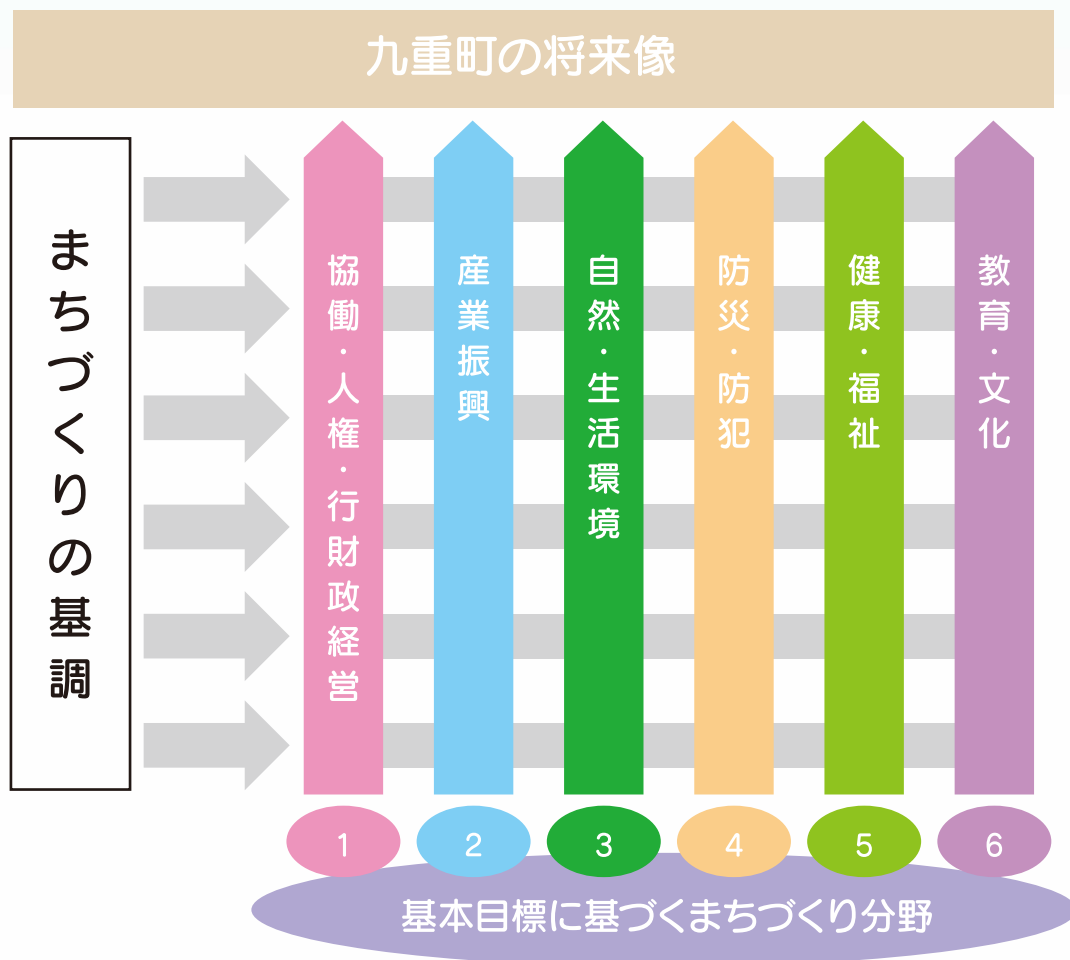 九重町の将来像
まちづくりの基調
協働・人権・行財政経営
産業振興
自然・生活環境
防災・防犯
健康・福祉
教育・文化
1
2
3
4
5
6
基本目標に基づくまちづくり分野